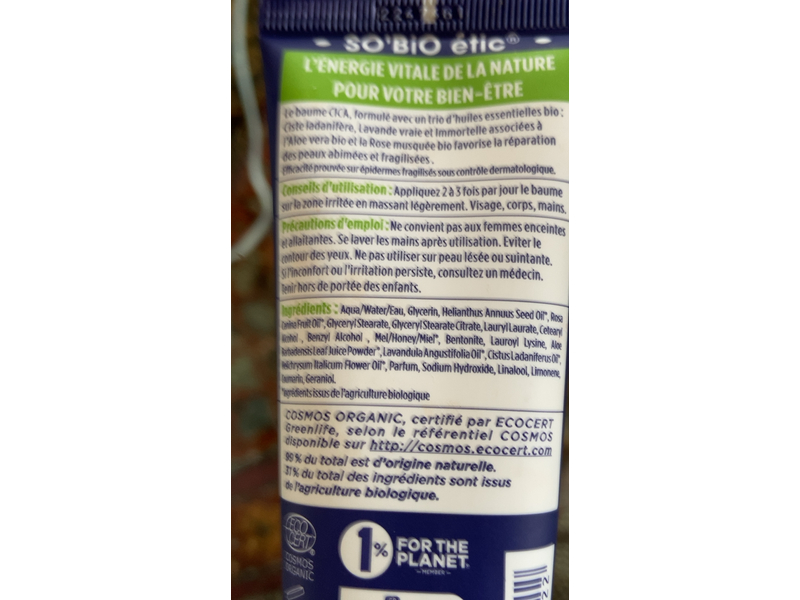 SO'BIO étic®
L'ÉNERGIE VITALE DE LA NATURE
POUR VOTRE BIEN-ÊTRE
Le baume CICA, formulé avec un trio d'huiles essentielles bio :
Ciste ladanifère, Lavande vraie et Immortelle associées à
l'Aloe vera bio et la Rose musquée bio favorise la réparation
des peaux abimées et fragilisées.
Efficacité prouvée sur épidermes fragilisés sous contrôle dermatologique.
Conseils d'utilisation : Appliquez 2 à 3 fois par jour le baume
sur la zone irritée en massant légèrement. Visage, corps, mains.
Précautions d'emploi : Ne convient pas aux femmes enceintes
et allaitantes. Se laver les mains après utilisation. Eviter le
contour des yeux. Ne pas utiliser sur peau lésée ou suintante.
Si l'inconfort ou l'irritation persiste, consultez un médecin.
Tenir hors de portée des enfants.
Ingrédients : Aqua/Water/Eau, Glycerin, Helianthus Annuus Seed Oil*, Rosa
Canina Fruit Oil*, Glyceryl Stearate, Glyceryl Stearate Citrate, Lauryl Laurate, Cetearyl
Alcohol , Benzyl Alcohol , Mel/Honey/Miel*, Bentonite, Lauroyl Lysine, Aloe
Barbadensis Leaf Juice Powder*, Lavandula Angustifolia Oil*, Cistus Ladaniferus Oil*,
Helichrysum Italicum Flower Oil*, Parfum, Sodium Hydroxide, Linalool, Limonene,
Coumarin, Geraniol.
*Ingrédients issus de l'agriculture biologique
COSMOS ORGANIC, certifié par ECOCERT
Greenlife, selon le référentiel COSMOS
disponible sur http://cosmos.ecocert.com
% du total est d'origine naturelle.
% du total des ingrédients sont issus
de l'agriculture biologique.
ECO
CERT
COSMOS
ORGANIC
1%
FOR THE
PLANET
MEMBER